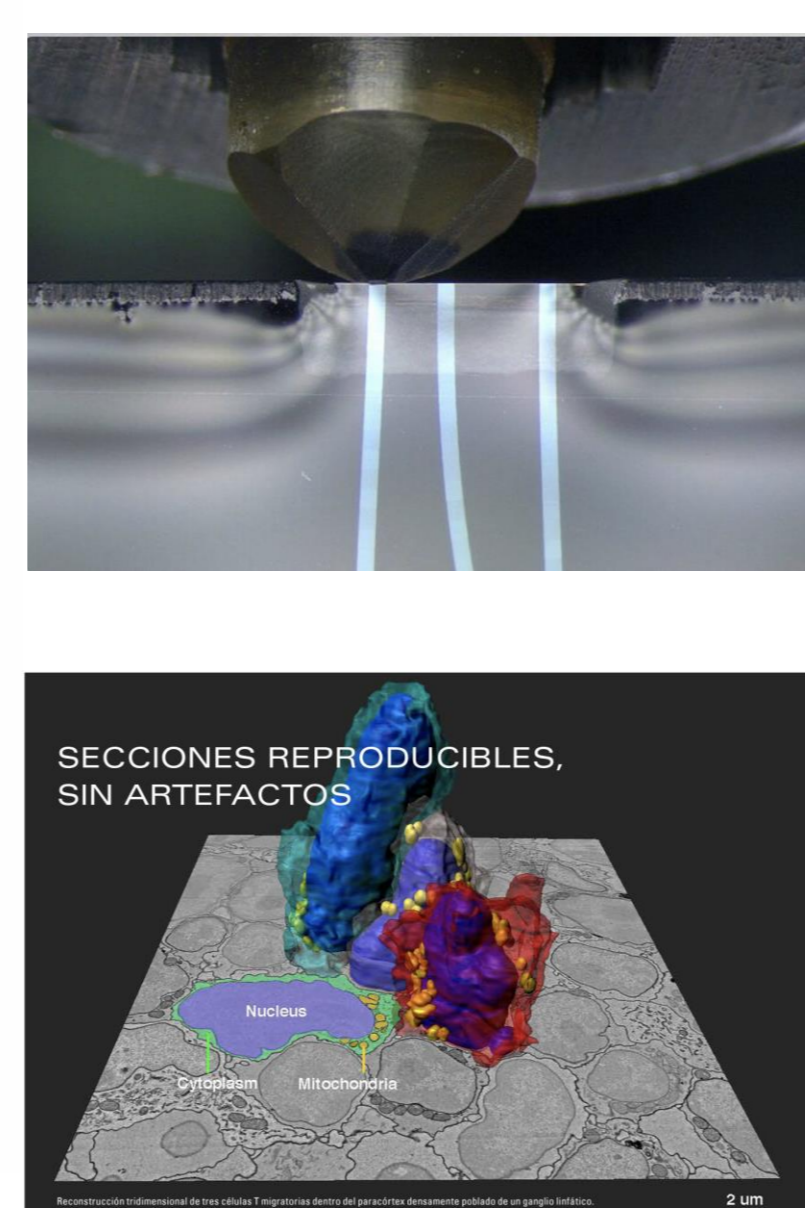 SECCIONES REPRODUCIBLES,
SIN ARTEFACTOS
Nucleus
Cytoplasm
Mitochondria
Reconstrucción tridimensional de tres células T migratorias dentro del paracórtex densamente poblado de un ganglio linfático.
2 um